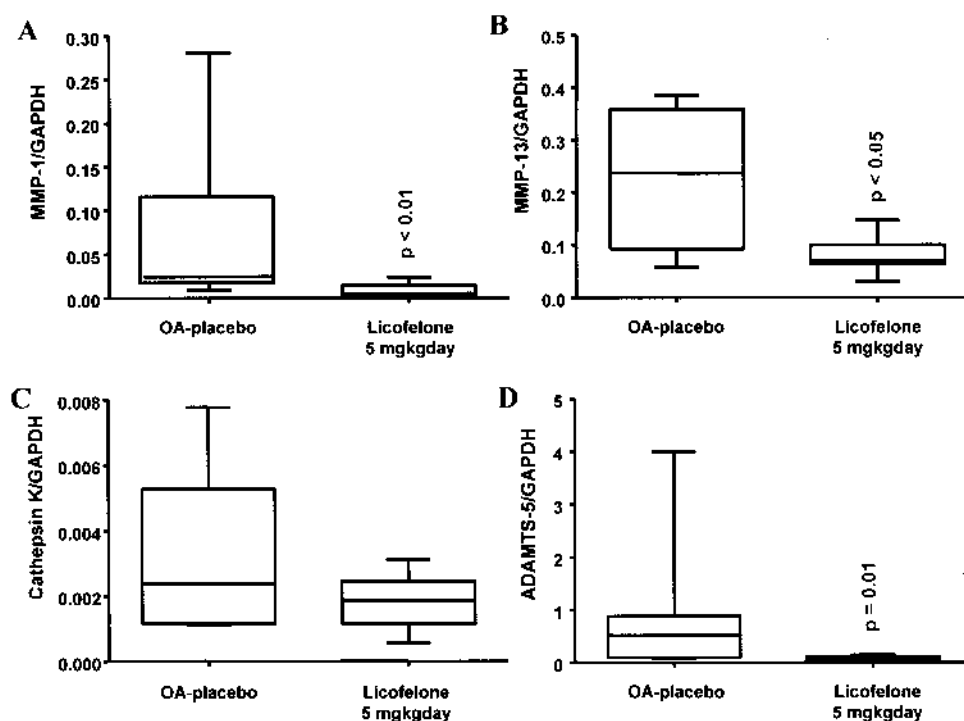 A
MMP-1/GAPDH
0.30
0.25
0.20
0.15
0.10
0.05
0.00
p < 0.01
OA-placebo
Licofelone
5 mgkgday
B
MMP-13/GAPDH
0.5
0.4
0.3
0.2
0.1
0.0
p < 0.05
OA-placebo
Licofelone
5 mgkgday
C
Cathepsin K/GAPDH
0.008
0.006
0.004
0.002
0.000
OA-placebo
Licofelone
5 mgkgday
D
ADAMTS-5/GAPDH
5
4
3
2
1
0
p = 0.01
OA-placebo
Licofelone
5 mgkgday